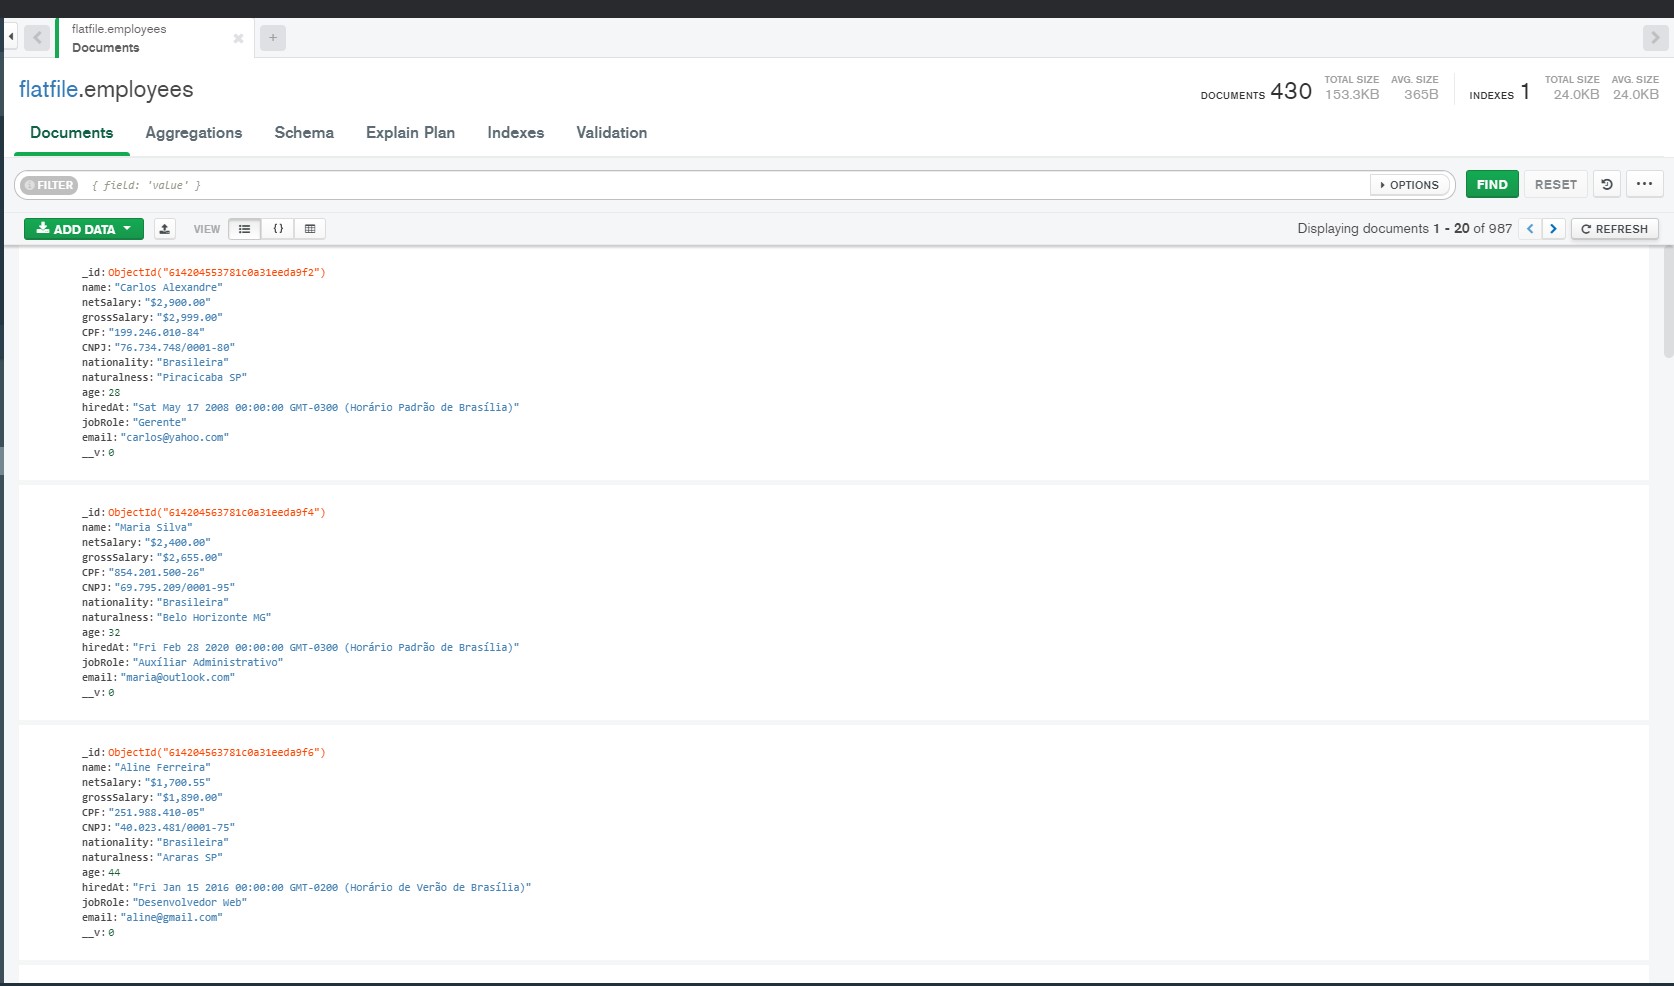 flatfile.employees
Documents
flatfile.employees
DOCUMENTS 430 TOTAL SIZE 153.3KB AVG. SIZE 365B INDEXES 1 TOTAL SIZE 24.0KB AVG. SIZE 24.0KB
Documents Aggregations Schema Explain Plan Indexes Validation
FILTER { field: 'value' } OPTIONS FIND RESET ...
ADD DATA VIEW {} Displaying documents 1 - 20 of 987 REFRESH
_id: ObjectId("614204553781c0a31eeda9f2")
name: "Carlos Alexandre"
netSalary: "$2,900.00"
grossSalary: "$2,999.00"
CPF: "199.246.010-84"
CNPJ: "76.734.748/0001-80"
nationality: "Brasileira"
naturalness: "Piracicaba SP"
age: 28
hiredAt: "Sat May 17 2008 00:00:00 GMT-0300 (Horário Padrão de Brasília)"
jobRole: "Gerente"
email: "carlos@yahoo.com"
__v: 0
_id: ObjectId("614204563781c0a31eeda9f4")
name: "Maria Silva"
netSalary: "$2,400.00"
grossSalary: "$2,655.00"
CPF: "854.201.500-26"
CNPJ: "69.795.209/0001-95"
nationality: "Brasileira"
naturalness: "Belo Horizonte MG"
age: 32
hiredAt: "Fri Feb 28 2020 00:00:00 GMT-0300 (Horário Padrão de Brasília)"
jobRole: "Auxíliar Administrativo"
email: "maria@outlook.com"
__v: 0
_id: ObjectId("614204563781c0a31eeda9f6")
name: "Aline Ferreira"
netSalary: "$1,700.55"
grossSalary: "$1,890.00"
CPF: "251.988.410-05"
CNPJ: "40.023.481/0001-75"
nationality: "Brasileira"
naturalness: "Araras SP"
age: 44
hiredAt: "Fri Jan 15 2016 00:00:00 GMT-0200 (Horário de Verão de Brasília)"
jobRole: "Desenvolvedor Web"
email: "aline@gmail.com"
__v: 0